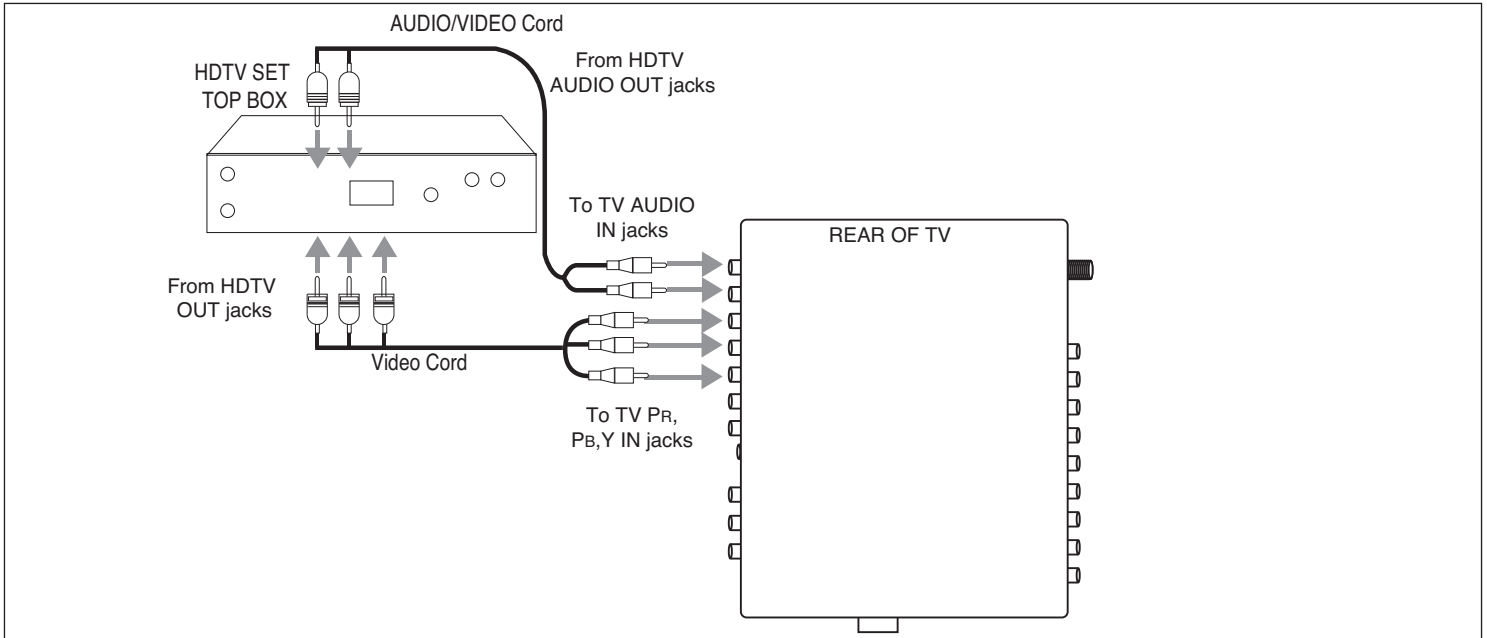 AUDIO/VIDEO Cord
From HDTV
AUDIO OUT jacks
HDTV SET
TOP BOX
To TV AUDIO
IN jacks
REAR OF TV
From HDTV
OUT jacks
Video Cord
To TV PR,
PB,Y IN jacks